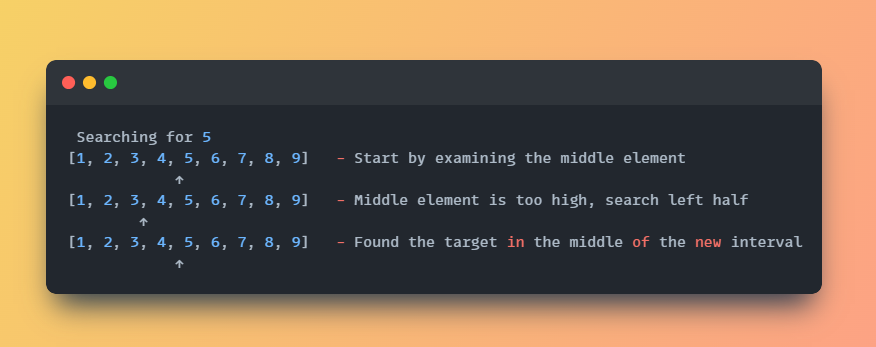 Searching for 5
[1, 2, 3, 4, 5, 6, 7, 8, 9]   - Start by examining the middle element
            ↑
[1, 2, 3, 4, 5, 6, 7, 8, 9]   - Middle element is too high, search left half
        ↑
[1, 2, 3, 4, 5, 6, 7, 8, 9]   - Found the target in the middle of the new interval
            ↑